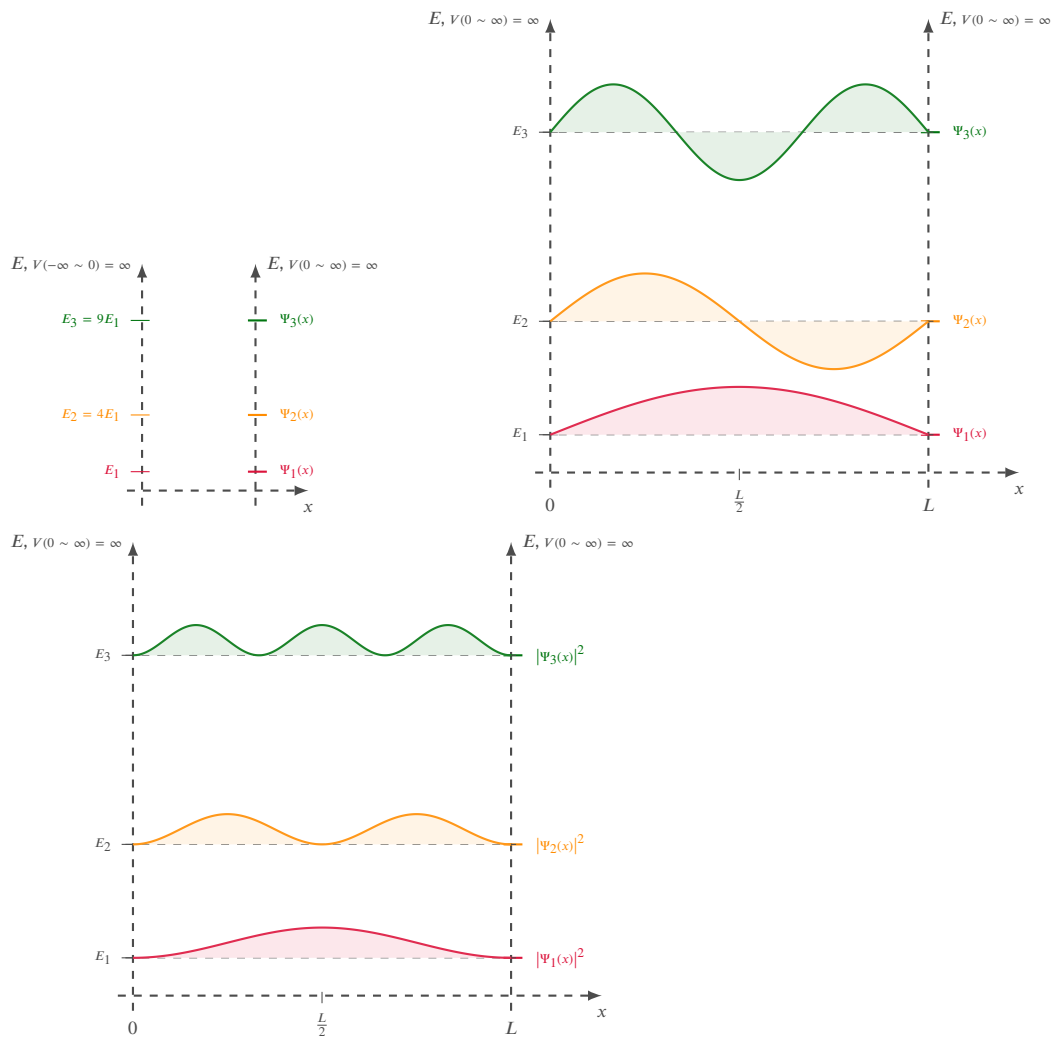 E, V(0 ∼ ∞) = ∞ E, V(0 ∼ ∞) = ∞
E₃ Ψ₃(x)
E₂ Ψ₂(x)
E₁ Ψ₁(x)
0 L/2 L x
E, V(−∞ ∼ 0) = ∞ E, V(0 ∼ ∞) = ∞
E₃ = 9E₁ Ψ₃(x)
E₂ = 4E₁ Ψ₂(x)
E₁ Ψ₁(x)
x
E, V(0 ∼ ∞) = ∞ E, V(0 ∼ ∞) = ∞
E₃ |Ψ₃(x)|²
E₂ |Ψ₂(x)|²
E₁ |Ψ₁(x)|²
0 L/2 L x